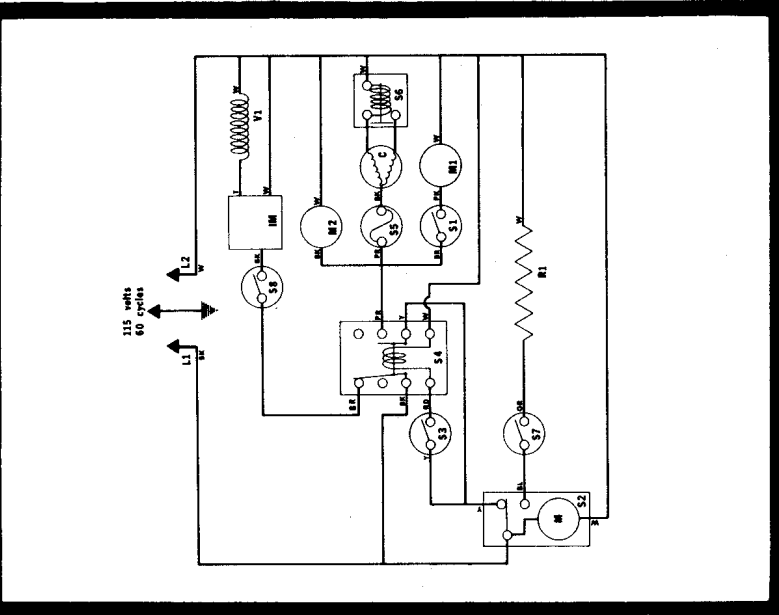 115 volts
60 cycles
L1
BK
L2
W
W
V1
T
W
IM
BK
S8
W
BK
M2
W
S6
C
BK
S5
PR
W
M1
PK
S1
BR
PR
Y
W
S4
BR
BK
RD
S3
Y
W
R1
OR
S7
BL
S2
M
W